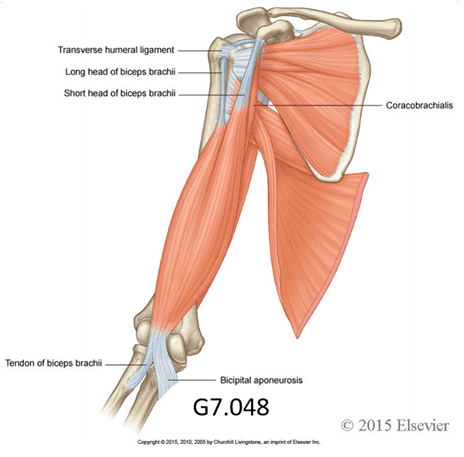 Transverse humeral ligament
Long head of biceps brachii
Short head of biceps brachii
Coracobrachialis
Tendon of biceps brachii
Bicipital aponeurosis
G7.048
© 2015 Elsevier
Copyright © 2015, 2010, 2005 by Churchill Livingstone, an imprint of Elsevier Inc.